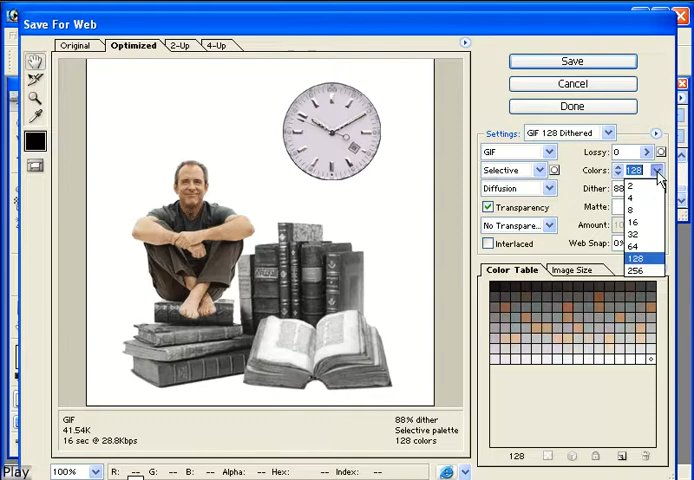 Save For Web
Original Optimized 2-Up 4-Up
Save
Cancel
Done
Settings: GIF 128 Dithered
GIF Lossy: 0
Selective Colors: 128
Diffusion Dither: 88
Transparency Matte:
No Transpare... Amount:
Interlaced Web Snap: 0%
2
4
8
16
32
64
128
256
Color Table Image Size
128
GIF 88% dither
41.54K Selective palette
16 sec @ 28.8Kbps 128 colors
Play 100% R: -- G: -- B: -- Alpha: -- Hex: -- Index: --